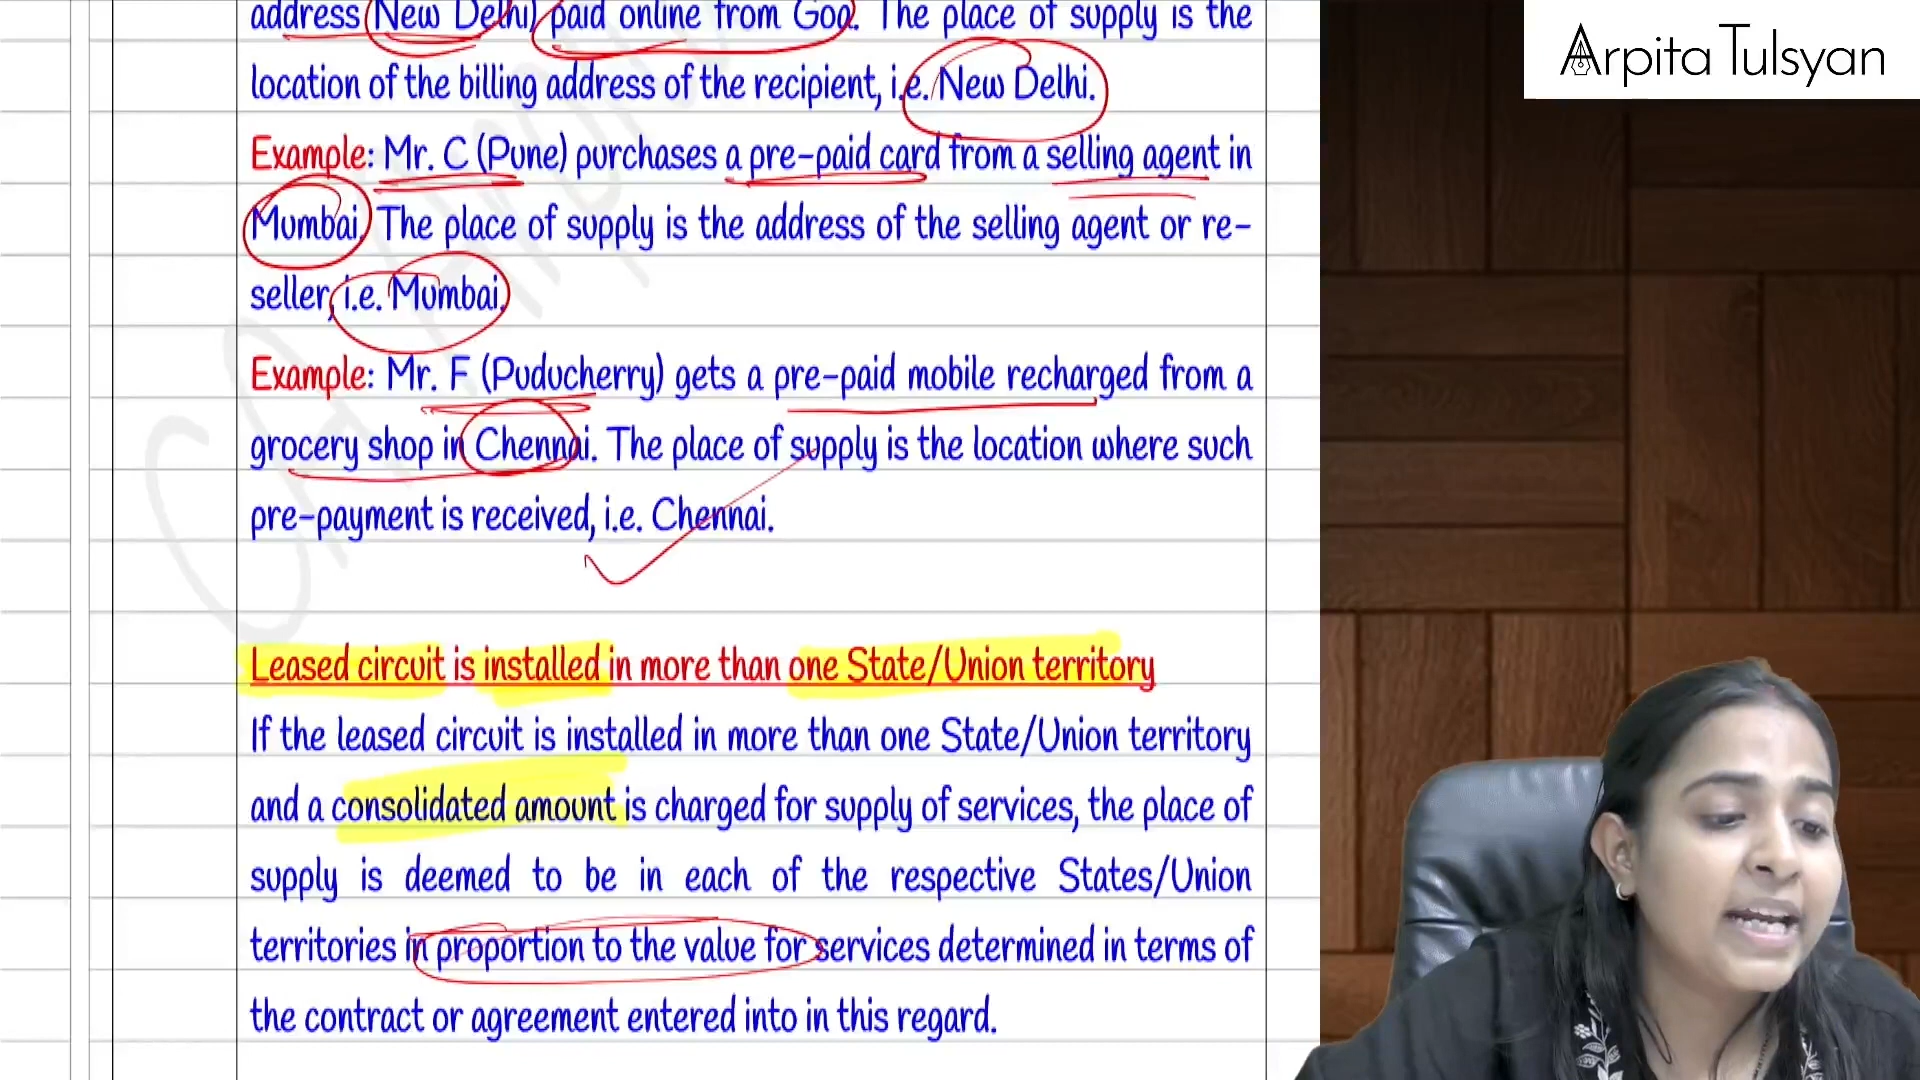 Arpita Tulsyan
address (New Delhi) paid online from Goa. The place of supply is the
location of the billing address of the recipient, i.e. New Delhi.
Example: Mr. C (Pune) purchases a pre-paid card from a selling agent in
Mumbai. The place of supply is the address of the selling agent or re-
seller, i.e. Mumbai.
Example: Mr. F (Puducherry) gets a pre-paid mobile recharged from a
grocery shop in Chennai. The place of supply is the location where such
pre-payment is received, i.e. Chennai.
Leased circuit is installed in more than one State/Union territory
If the leased circuit is installed in more than one State/Union territory
and a consolidated amount is charged for supply of services, the place of
supply is deemed to be in each of the respective States/Union
territories in proportion to the value for services determined in terms of
the contract or agreement entered into in this regard.